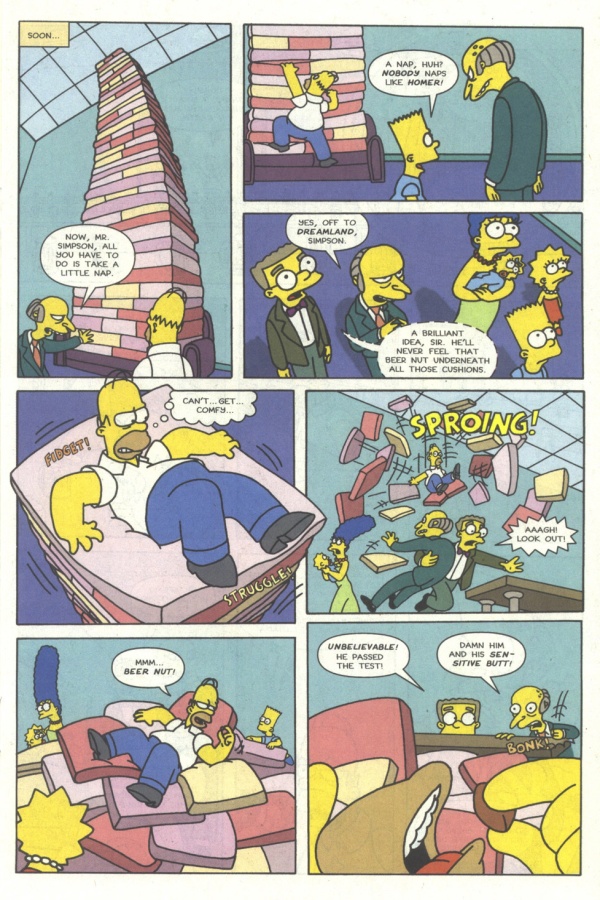 SOON...
NOW, MR.
SIMPSON, ALL
YOU HAVE TO
DO IS TAKE A
LITTLE NAP.
A NAP, HUH?
NOBODY NAPS
LIKE HOMER!
YES, OFF TO
DREAMLAND,
SIMPSON.
A BRILLIANT
IDEA, SIR. HE'LL
NEVER FEEL THAT
BEER NUT UNDERNEATH
ALL THOSE CUSHIONS.
CAN'T...GET...
COMFY...
FIDGET!
STRUGGLE!
SPROING!
AAAGH!
LOOK OUT!
MMM...
BEER NUT!
UNBELIEVABLE!
HE PASSED
THE TEST!
DAMN HIM
AND HIS SEN-
SITIVE BUTT!
BONK!